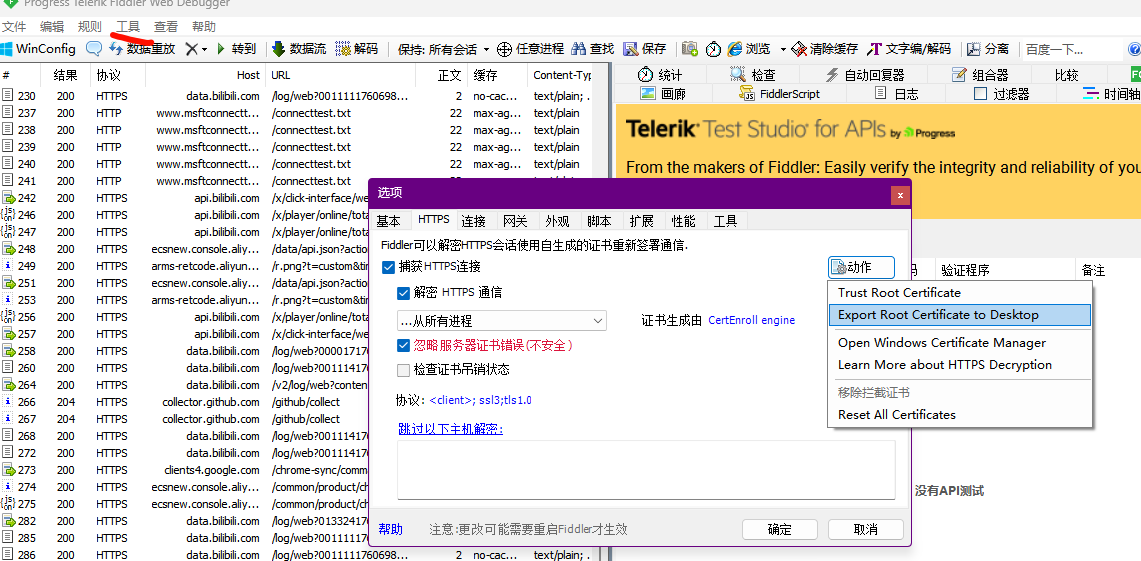 Progress Telerik Fiddler Web Debugger
文件 编辑 规则 工具 查看 帮助
WinConfig 数据重放 转到 数据流 解码 保持: 所有会话 任意进程 查找 保存 浏览 清除缓存 文字编/解码 分离 百度一下...
# 结果 协议 Host URL 正文 缓存 Content-Typ
230 200 HTTPS data.bilibili.com /log/web?0011111760698... 2 no-cac... text/plain; .
237 200 HTTP www.msftconnectt... /connecttest.txt 22 max-ag... text/plain
238 200 HTTP www.msftconnectt... /connecttest.txt 22 max-ag... text/plain
239 200 HTTP www.msftconnectt... /connecttest.txt 22 max-ag... text/plain
240 200 HTTP www.msftconnectt... /connecttest.txt 22 max-ag... text/plain
241 200 HTTP www.msftconnectt... /connecttest.txt
242 200 HTTPS api.bilibili.com /x/click-interface/we
246 200 HTTPS api.bilibili.com /x/player/online/tota
247 200 HTTPS api.bilibili.com /x/player/online/tota
248 200 HTTPS ecsnew.console.aliy... /data/api.json?action
249 200 HTTPS arms-retcode.aliyun... /r.png?t=custom&tim
251 200 HTTPS ecsnew.console.aliy... /data/api.json?action
253 200 HTTPS arms-retcode.aliyun... /r.png?t=custom&tim
256 200 HTTPS api.bilibili.com /x/player/online/tota
257 200 HTTPS api.bilibili.com /x/click-interface/we
258 200 HTTPS data.bilibili.com /log/web?000017176
260 200 HTTPS data.bilibili.com /log/web?001111760
264 200 HTTPS data.bilibili.com /v2/log/web?conten
266 204 HTTPS collector.github.com /github/collect
267 204 HTTPS collector.github.com /github/collect
268 200 HTTPS data.bilibili.com /log/web?001114176
272 200 HTTPS data.bilibili.com /log/web?001114176
273 200 HTTPS clients4.google.com /chrome-sync/comm
274 200 HTTPS ecsnew.console.aliy... /common/product/ch
275 200 HTTPS ecsnew.console.aliy... /common/product/ch
282 200 HTTPS data.bilibili.com /log/web?013324176
285 200 HTTPS data.bilibili.com /log/web?001111760
286 200 HTTPS data.bilibili.com /log/web?0011111760698... 2 no-cac... text/plain; .
统计 检查 自动回复器 组合器 比较
画廊 FiddlerScript 日志 过滤器 时间轴
Telerik Test Studio for APIs by Progress
From the makers of Fiddler: Easily verify the integrity and reliability of you
验证程序 备注
没有API测试
选项
基本 HTTPS 连接 网关 外观 脚本 扩展 性能 工具
Fiddler可以解密HTTPS会话使用自生成的证书重新签署通信.
捕获HTTPS连接
动作
解密 HTTPS 通信
...从所有进程
证书生成由 CertEnroll engine
忽略服务器证书错误(不安全)
检查证书吊销状态
协议: <client>; ssl3;tls1.0
跳过以下主机解密:
帮助 注意:更改可能需要重启Fiddler才生效 确定 取消
Trust Root Certificate
Export Root Certificate to Desktop
Open Windows Certificate Manager
Learn More about HTTPS Decryption
移除拦截证书
Reset All Certificates